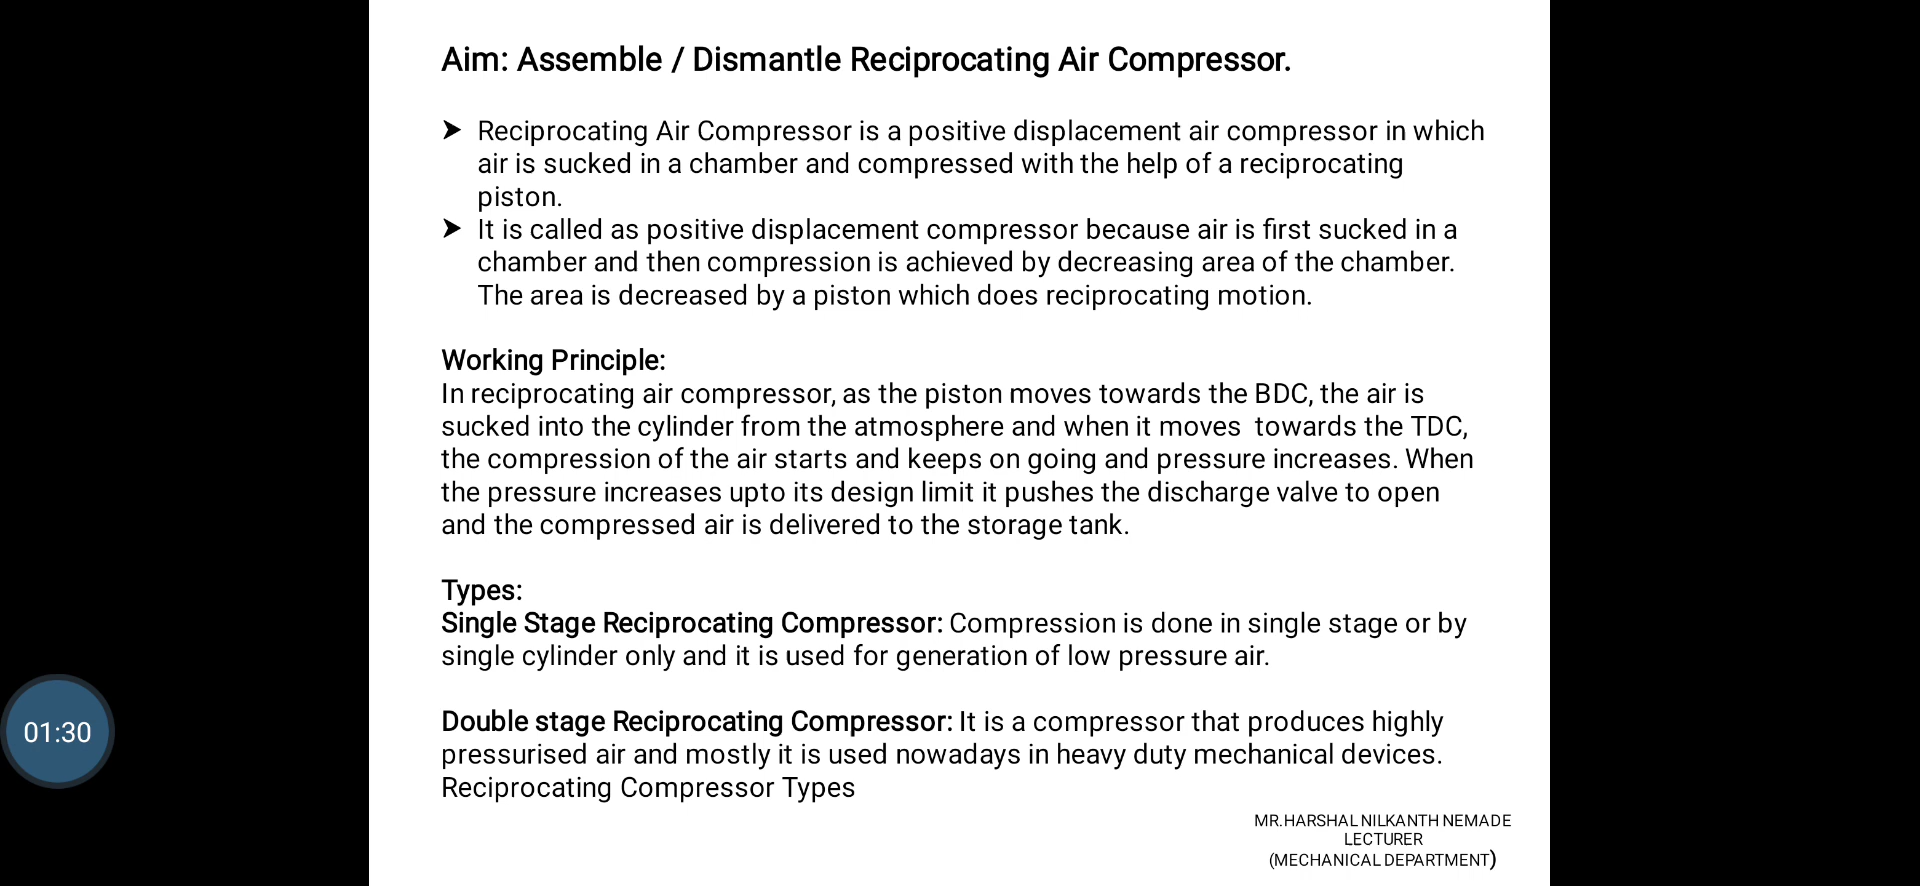 Aim: Assemble / Dismantle Reciprocating Air Compressor.
➤ Reciprocating Air Compressor is a positive displacement air compressor in which
air is sucked in a chamber and compressed with the help of a reciprocating
piston.
➤ It is called as positive displacement compressor because air is first sucked in a
chamber and then compression is achieved by decreasing area of the chamber.
The area is decreased by a piston which does reciprocating motion.
Working Principle:
In reciprocating air compressor, as the piston moves towards the BDC, the air is
sucked into the cylinder from the atmosphere and when it moves  towards the TDC,
the compression of the air starts and keeps on going and pressure increases. When
the pressure increases upto its design limit it pushes the discharge valve to open
and the compressed air is delivered to the storage tank.
Types:
Single Stage Reciprocating Compressor: Compression is done in single stage or by
single cylinder only and it is used for generation of low pressure air.
Double stage Reciprocating Compressor: It is a compressor that produces highly
pressurised air and mostly it is used nowadays in heavy duty mechanical devices.
Reciprocating Compressor Types
MR.HARSHAL NILKANTH NEMADE
LECTURER
(MECHANICAL DEPARTMENT)
01:30